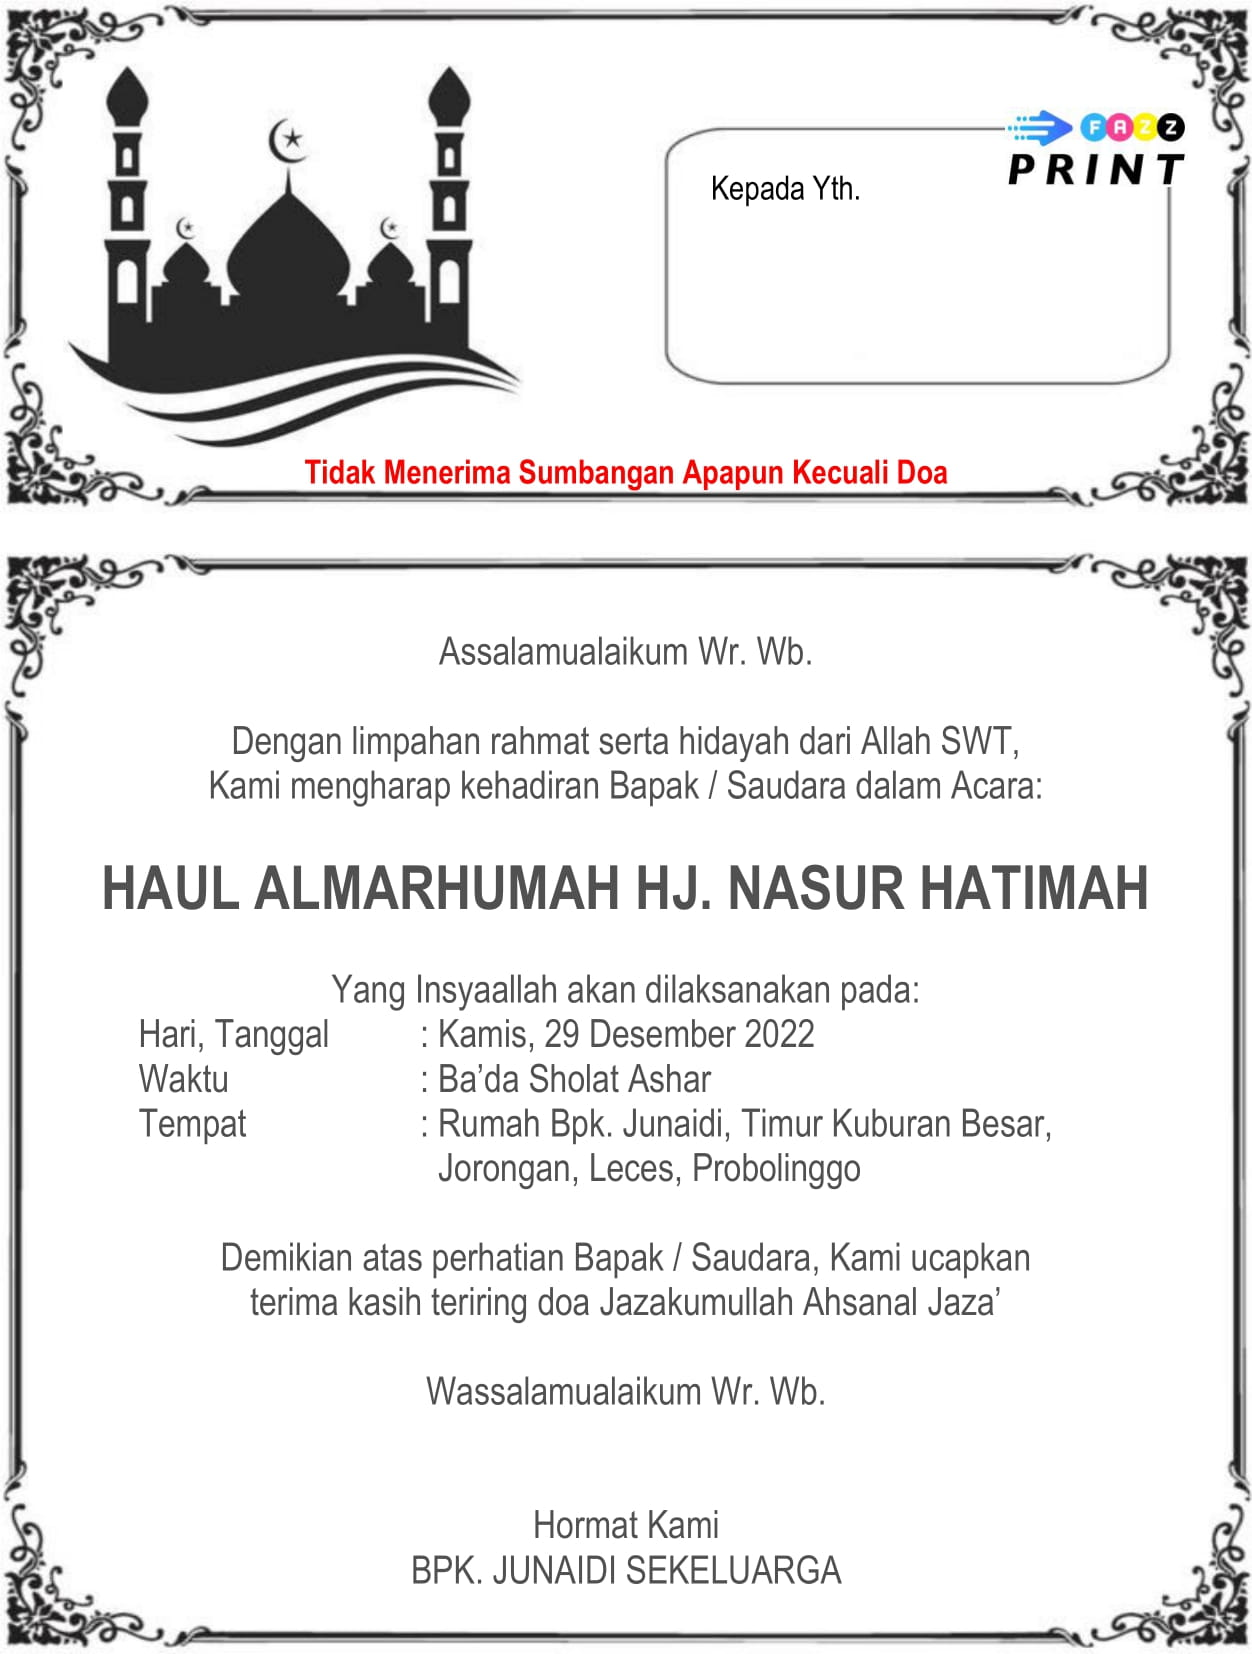 FAZZ
PRINT
Kepada Yth.
Tidak Menerima Sumbangan Apapun Kecuali Doa
Assalamualaikum Wr. Wb.
Dengan limpahan rahmat serta hidayah dari Allah SWT,
Kami mengharap kehadiran Bapak / Saudara dalam Acara:
HAUL ALMARHUMAH HJ. NASUR HATIMAH
Yang Insyaallah akan dilaksanakan pada:
Hari, Tanggal : Kamis, 29 Desember 2022
Waktu : Ba’da Sholat Ashar
Tempat : Rumah Bpk. Junaidi, Timur Kuburan Besar,
Jorongan, Leces, Probolinggo
Demikian atas perhatian Bapak / Saudara, Kami ucapkan
terima kasih teriring doa Jazakumullah Ahsanal Jaza’
Wassalamualaikum Wr. Wb.
Hormat Kami
BPK. JUNAIDI SEKELUARGA